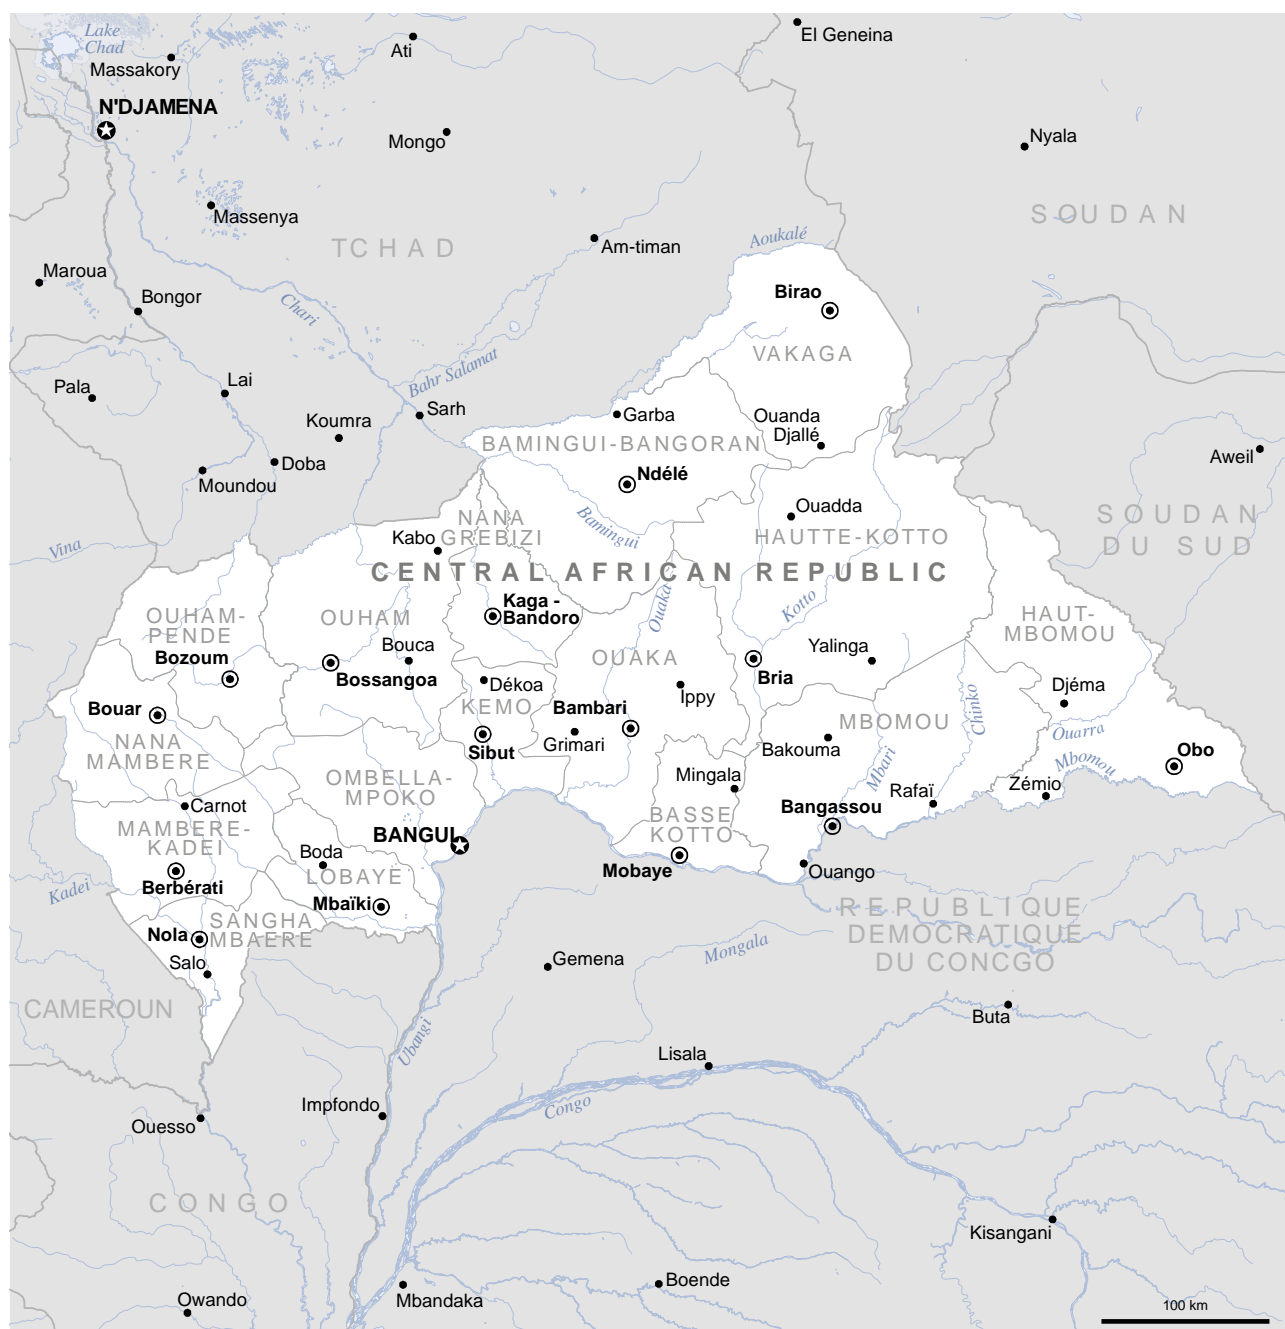 Lake
Chad
Massakory
Ati
El Geneina
N'DJAMENA
Mongo
Nyala
Massenya
SOUDAN
TCHAD
Am-timan
Aoukalé
Maroua
Bongor
Chari
Birao
VAKAGA
Bahr Salamat
Pala
Lai
Koumra
Sarh
Garba
Ouanda
Djallé
BAMINGUI-BANGORAN
Doba
Moundou
Ndélé
Aweil
Ouadda
Bamingui
NANA
GREBIZI
Kabo
HAUTTE-KOTTO
SOUDAN
DU SUD
Vina
CENTRAL AFRICAN REPUBLIC
Ouaka
Kotto
Kaga -
Bandoro
OUHAM-
PENDE
OUHAM
HAUT-
MBOMOU
Bozoum
Bouca
Bossangoa
OUAKA
Bria
Yalinga
Dékoa
Ippy
Djéma
Bouar
KEMO
Bambari
MBOMOU
Chinko
NANA
MAMBERE
Sibut
Grimari
Bakouma
Ouarra
Mbomou
Obo
OMBELLA-
MPOKO
Mingala
Mbari
Rafaï
Zémio
Carnot
BASSE
KOTTO
Bangassou
MAMBERE-
KADEI
BANGUI
Boda
LOBAYE
Mobaye
Ouango
Kadei
Berbérati
Mbaïki
SANGHA
MBAERE
Nola
Salo
REPUBLIQUE
DEMOCRATIQUE
DU CONCGO
Gemena
Mongala
CAMEROUN
Buta
Ubangi
Lisala
Congo
Impfondo
Ouesso
CONGO
Kisangani
Boende
Mbandaka
Owando
100 km